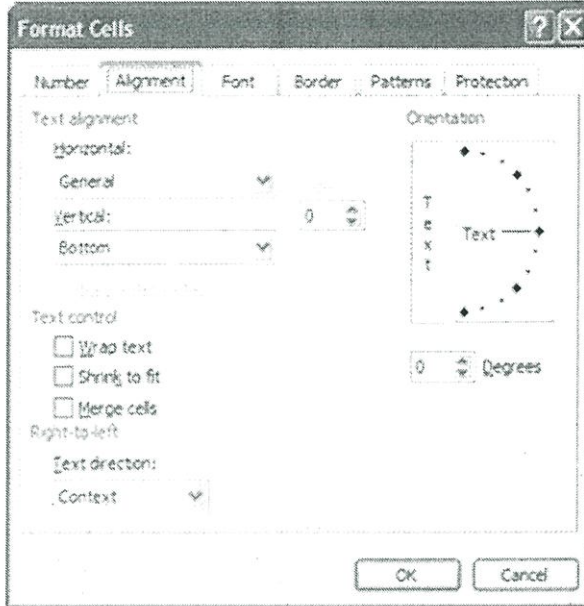 Format Cells
Number Alignment Font Border Patterns Protection
Text alignment
Horizontal:
General
Vertical: 0
Bottom
Orientation
Text
Text
0 Degrees
Text control
Wrap text
Shrink to fit
Merge cells
Right-to-left
Text direction:
Context
OK Cancel